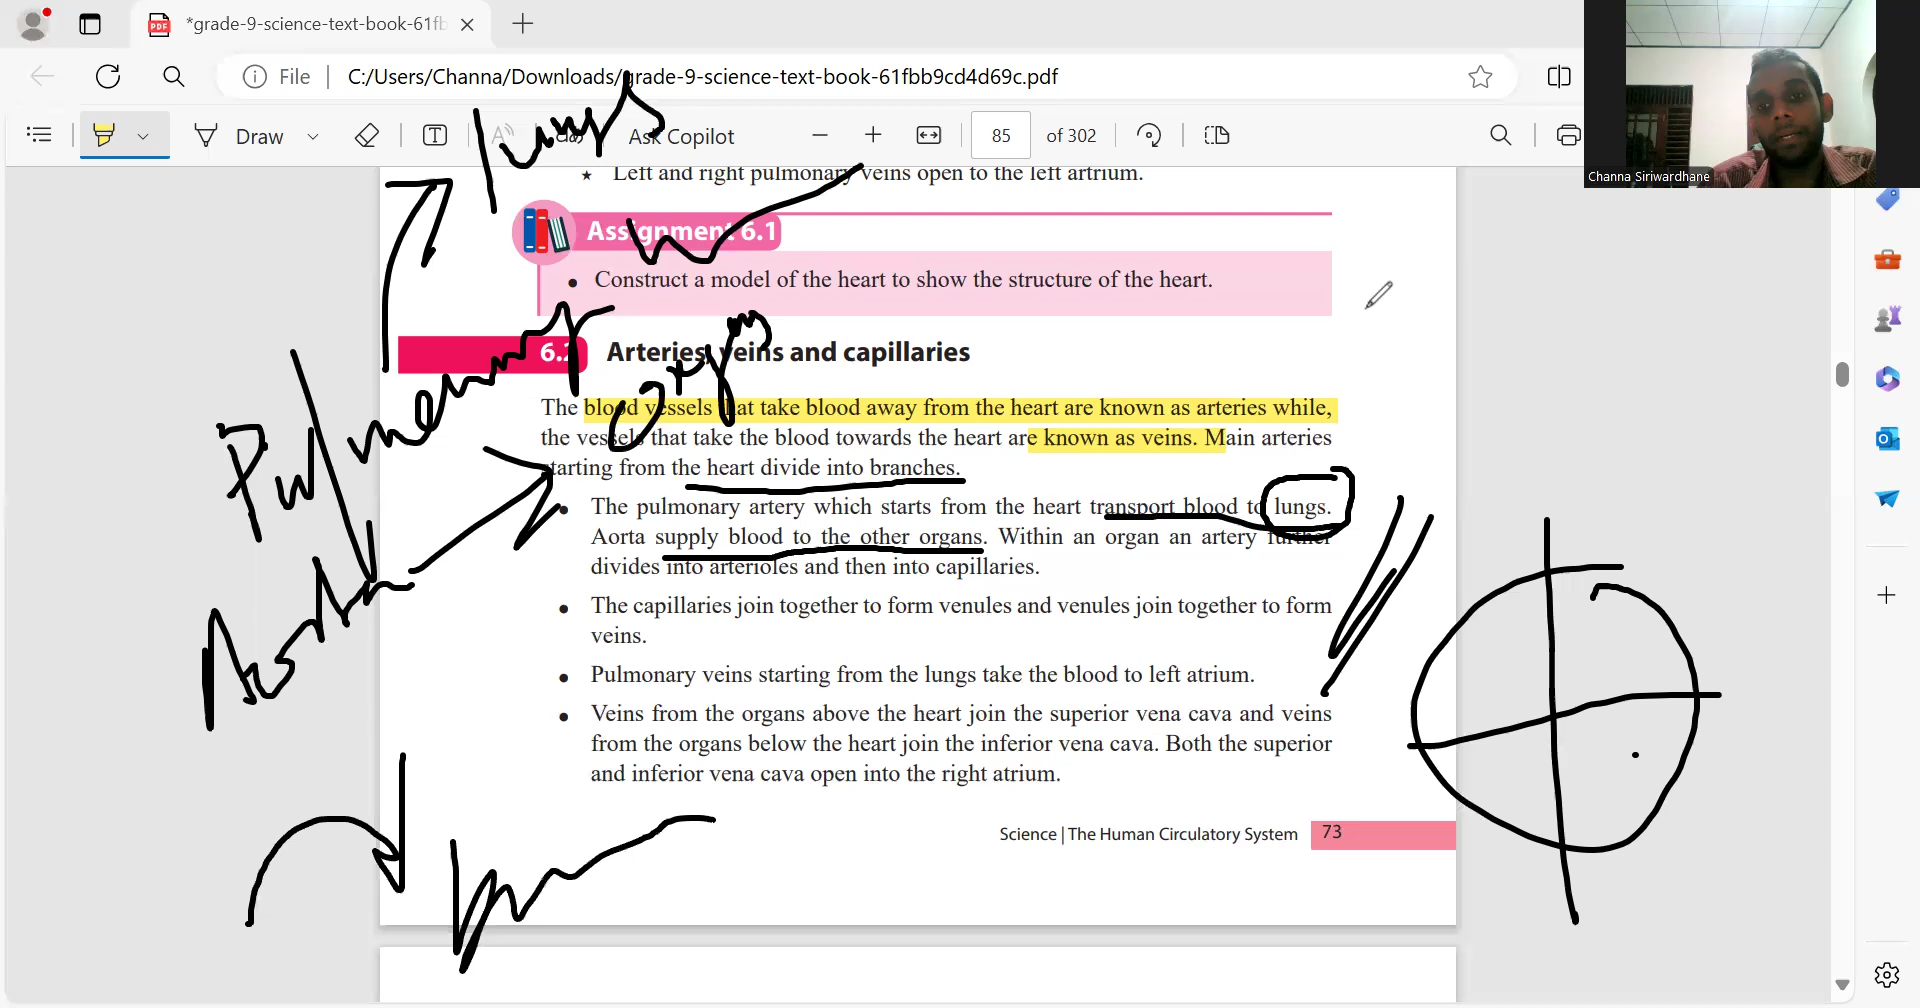 *grade-9-science-text-book-61fb
File
C:/Users/Channa/Downloads/grade-9-science-text-book-61fbb9cd4d69c.pdf
Draw
Ask Copilot
85 of 302
Channa Siriwardhane
lungs
★ Left and right pulmonary veins open to the left artrium.
Assignment 6.1
• Construct a model of the heart to show the structure of the heart.
6.2 Arteries, veins and capillaries
organ
The blood vessels that take blood away from the heart are known as arteries while,
the vessels that take the blood towards the heart are known as veins. Main arteries
starting from the heart divide into branches.
• The pulmonary artery which starts from the heart transport blood to lungs.
Aorta supply blood to the other organs. Within an organ an artery further
divides into arterioles and then into capillaries.
• The capillaries join together to form venules and venules join together to form
veins.
• Pulmonary veins starting from the lungs take the blood to left atrium.
• Veins from the organs above the heart join the superior vena cava and veins
from the organs below the heart join the inferior vena cava. Both the superior
and inferior vena cava open into the right atrium.
Science | The Human Circulatory System 73